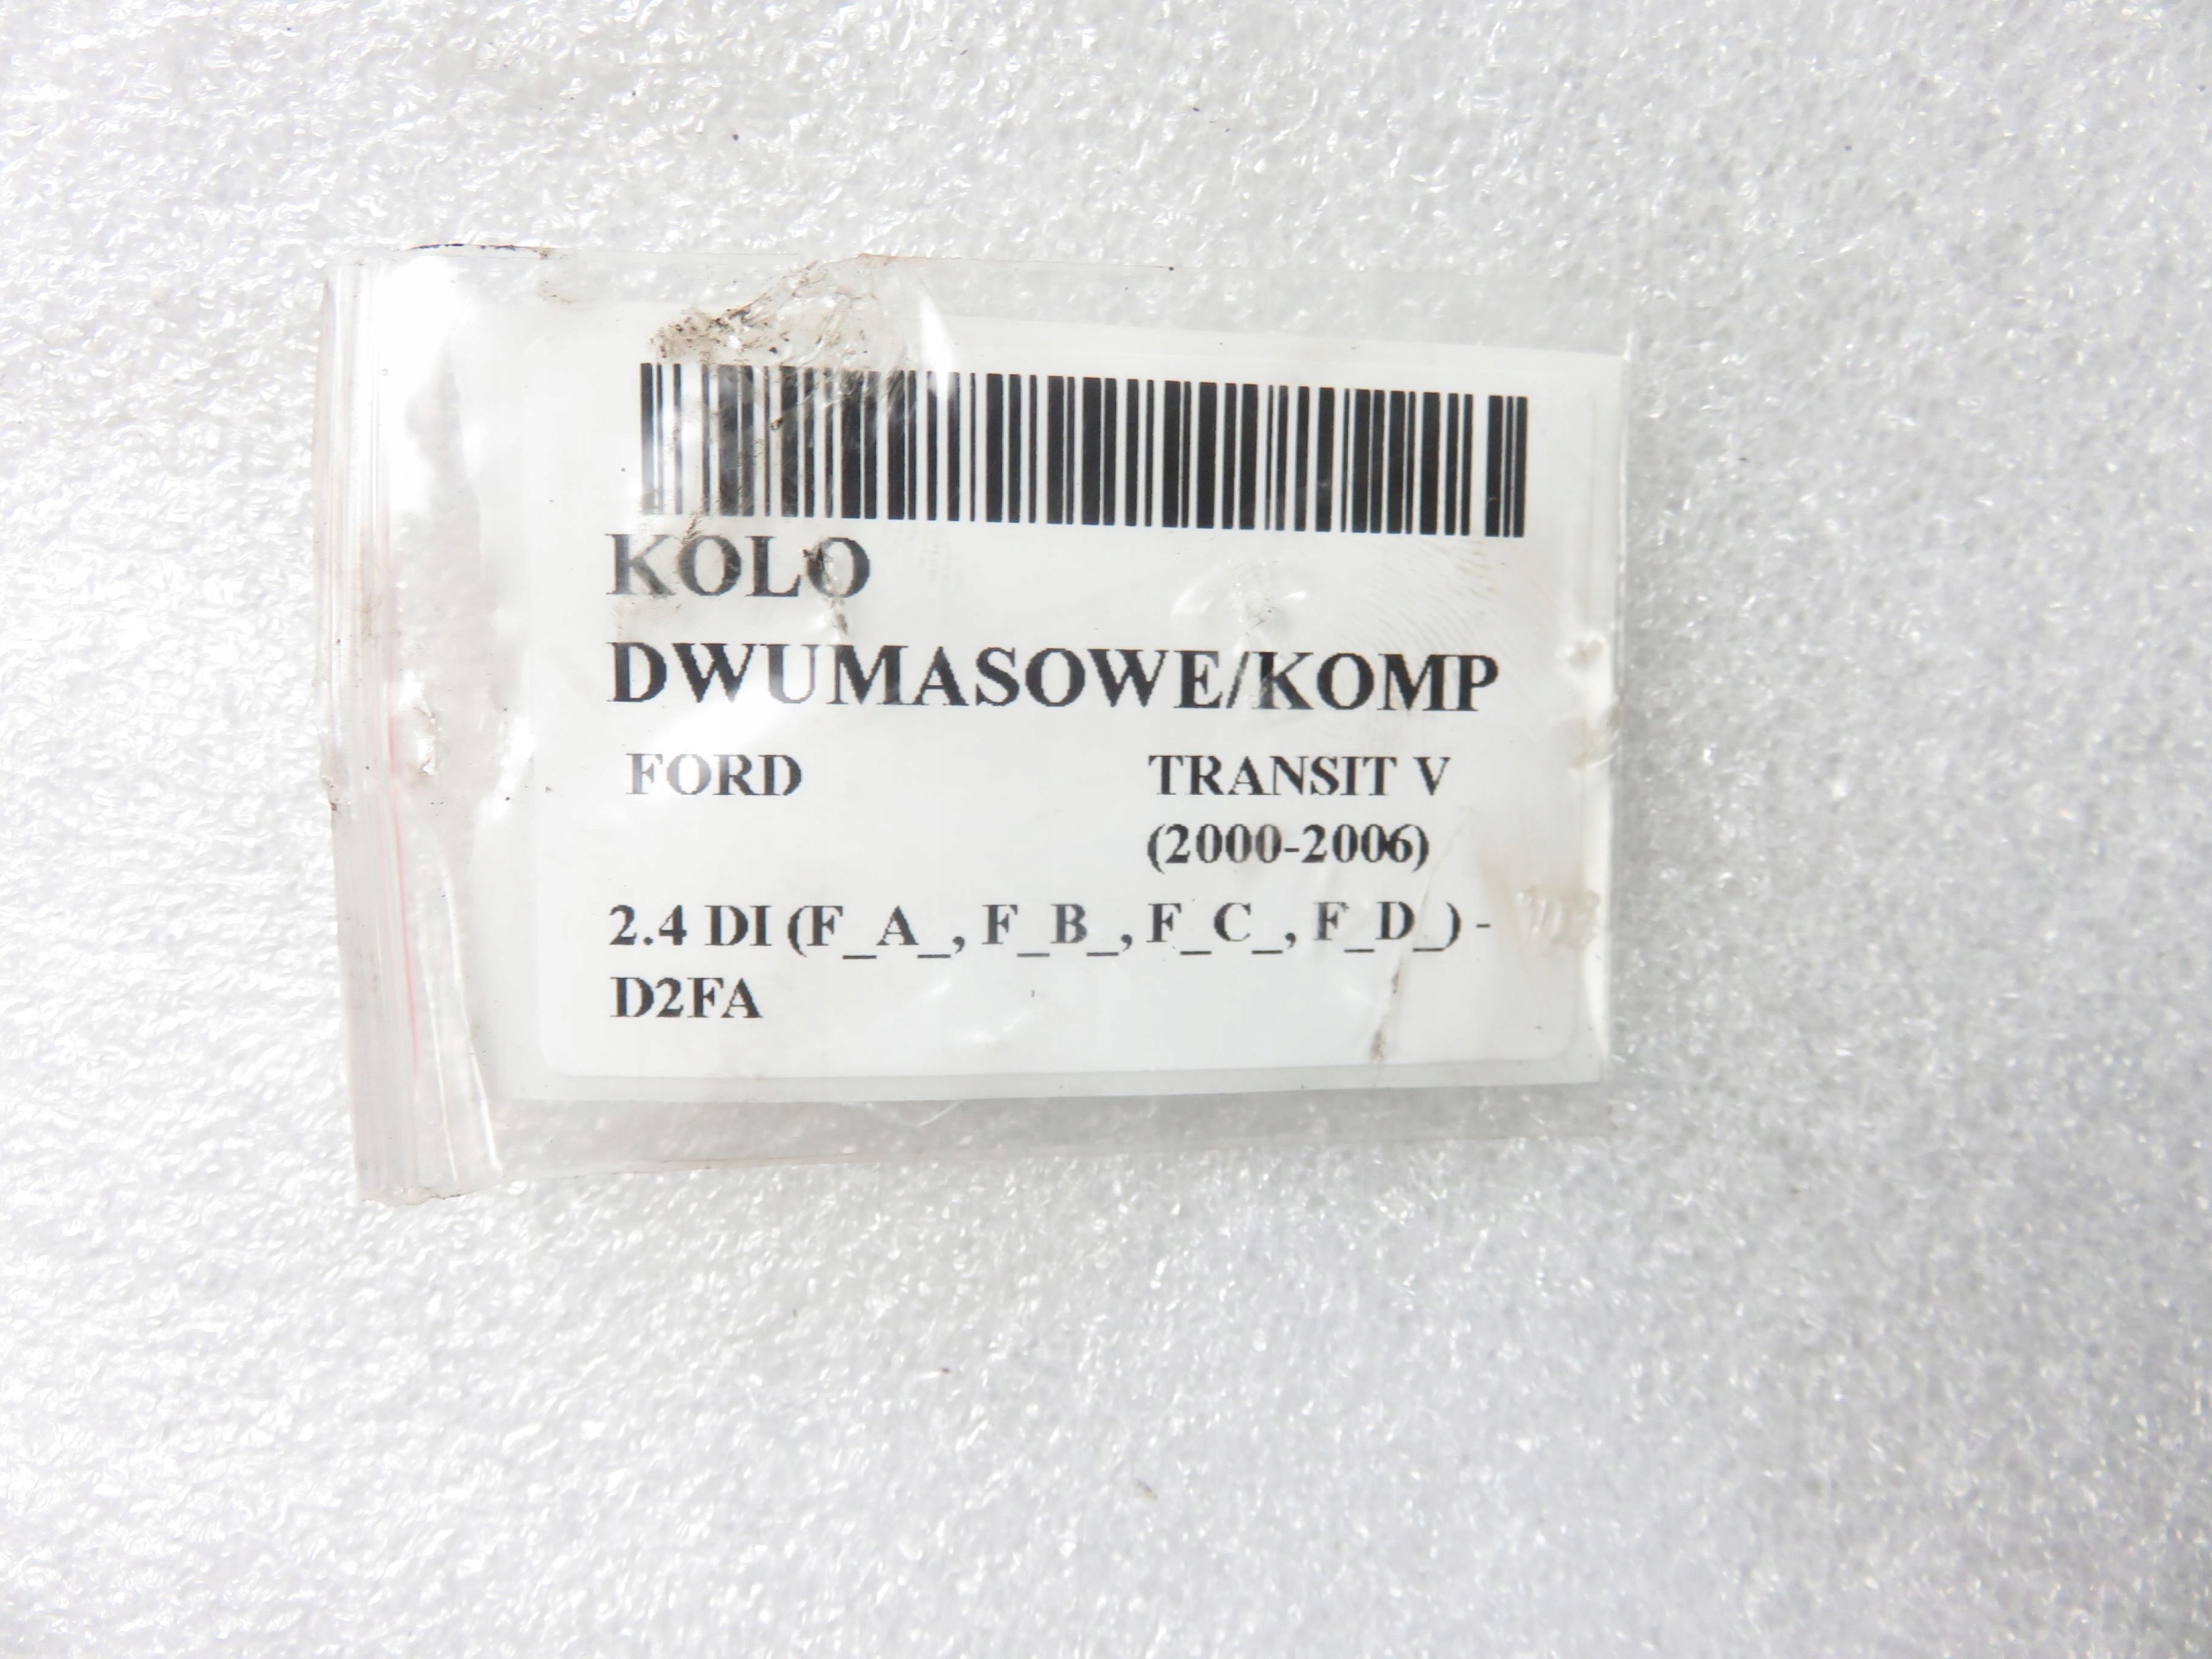 KOLO
DWUMASOWE/KOMP
FORD TRANSIT V
(2000-2006)
2.4 DI (F_A_, F_B_, F_C_, F_D_) -
D2FA